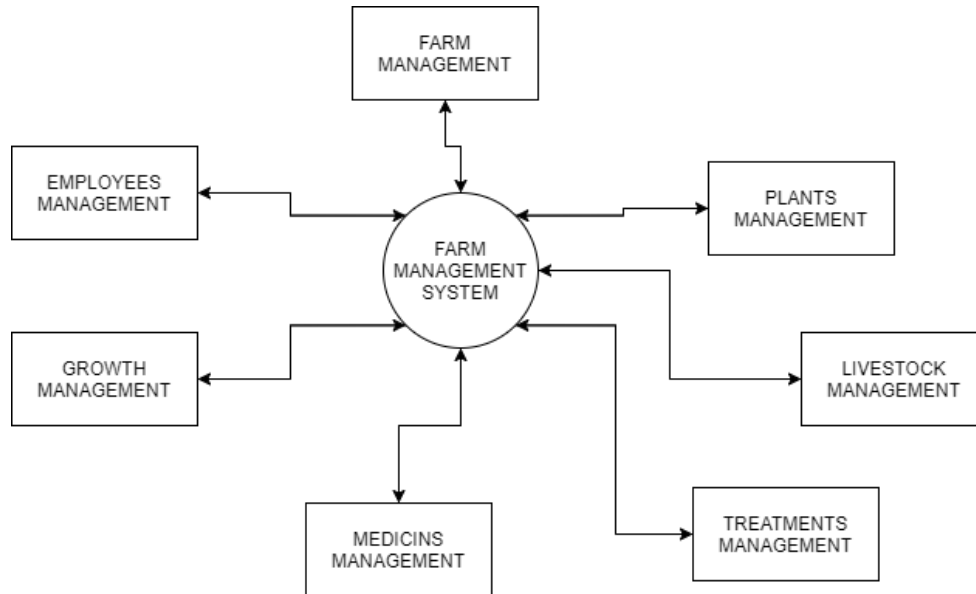 FARM
MANAGEMENT
EMPLOYEES
MANAGEMENT
PLANTS
MANAGEMENT
FARM
MANAGEMENT
SYSTEM
GROWTH
MANAGEMENT
LIVESTOCK
MANAGEMENT
MEDICINS
MANAGEMENT
TREATMENTS
MANAGEMENT